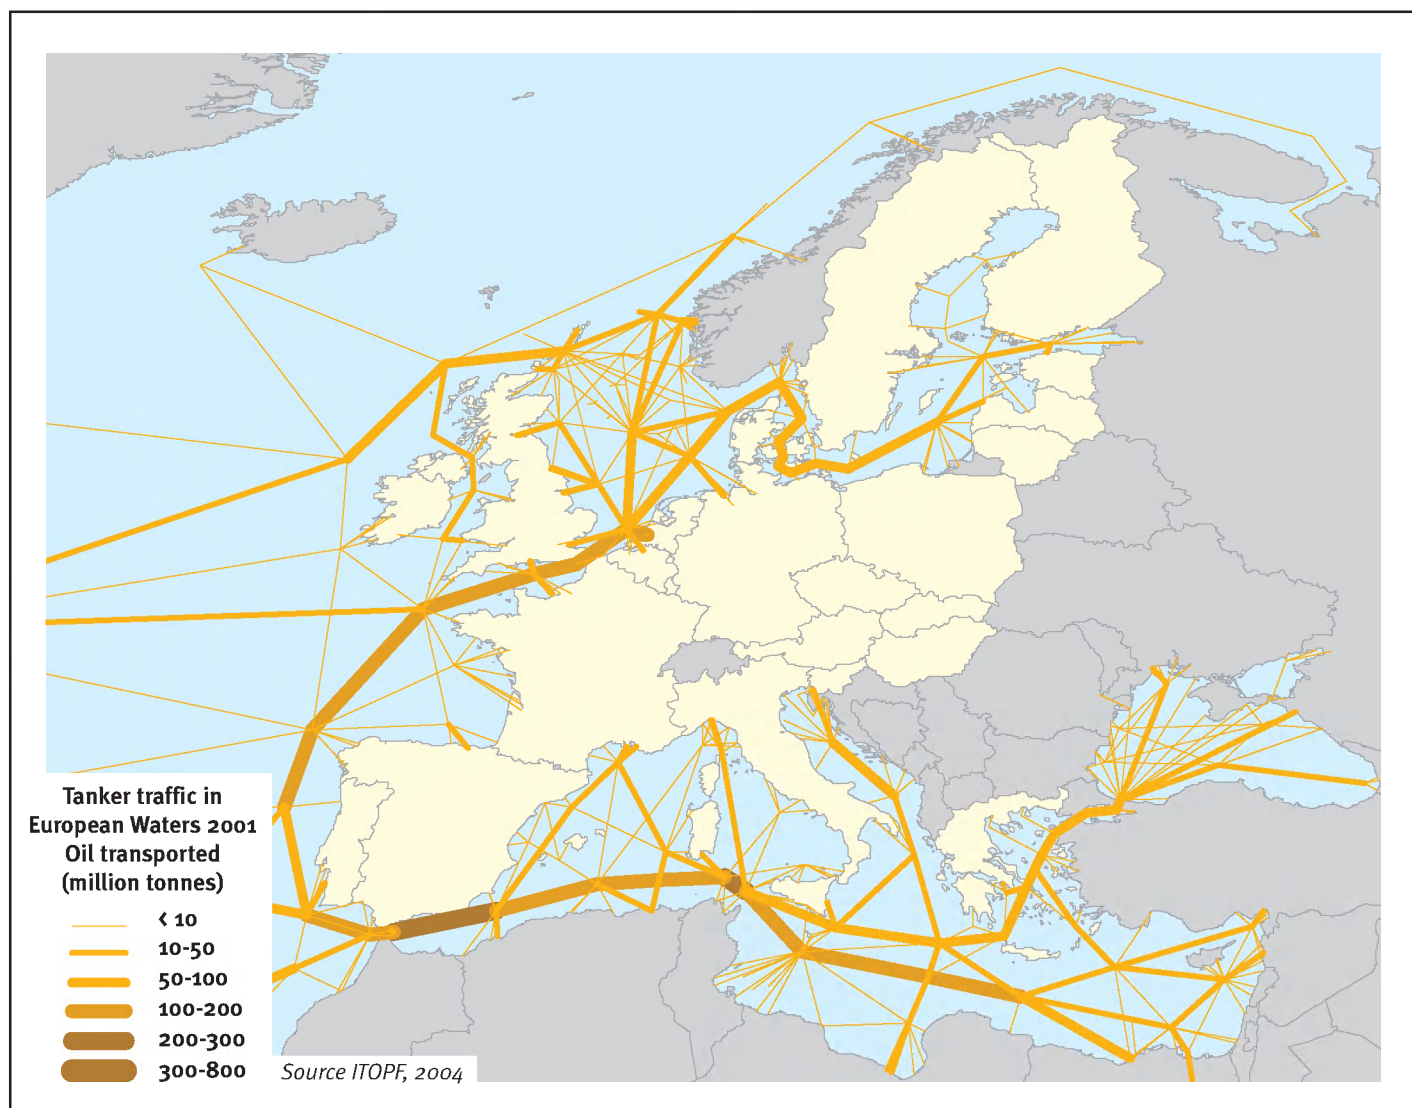 Tanker traffic in
European Waters 2001
Oil transported
(million tonnes)
< 10
10-50
50-100
100-200
200-300
300-800
Source ITOPF, 2004